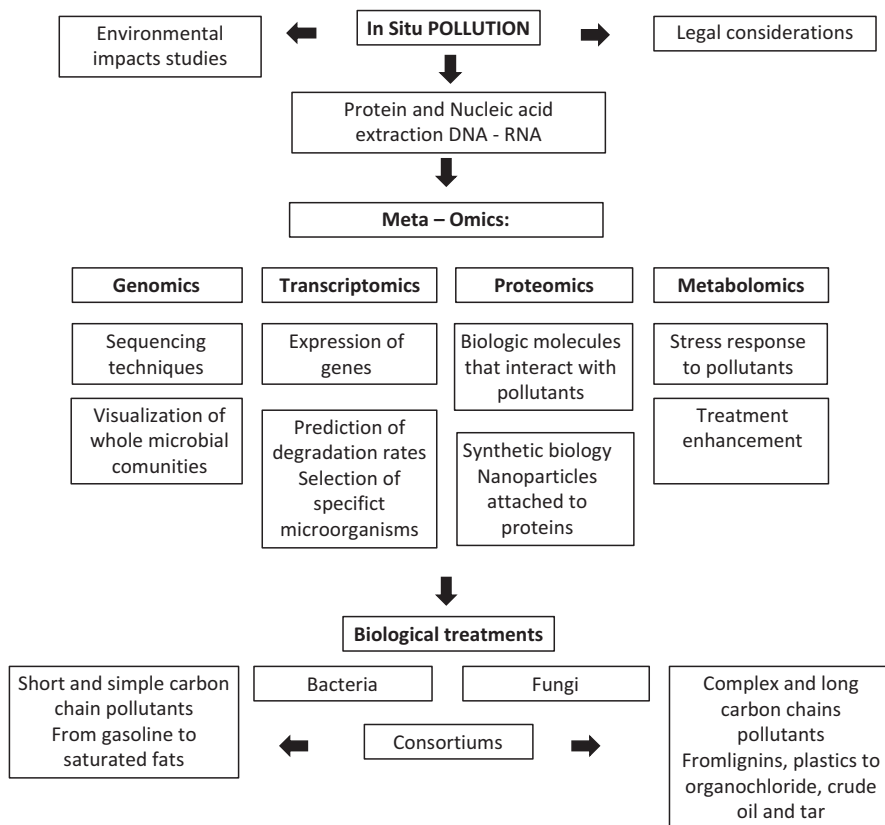 In Situ POLLUTION
Environmental
impacts studies
Legal considerations
Protein and Nucleic acid
extraction DNA - RNA
Meta – Omics:
Genomics
Transcriptomics
Proteomics
Metabolomics
Sequencing
techniques
Expression of
genes
Biologic molecules
that interact with
pollutants
Stress response
to pollutants
Visualization of
whole microbial
comunities
Prediction of
degradation rates
Selection of
specifict
microorganisms
Synthetic biology
Nanoparticles
attached to
proteins
Treatment
enhancement
Biological treatments
Short and simple carbon
chain pollutants
From gasoline to
saturated fats
Bacteria
Fungi
Consortiums
Complex and long
carbon chains
pollutants
Fromlignins, plastics to
organochloride, crude
oil and tar